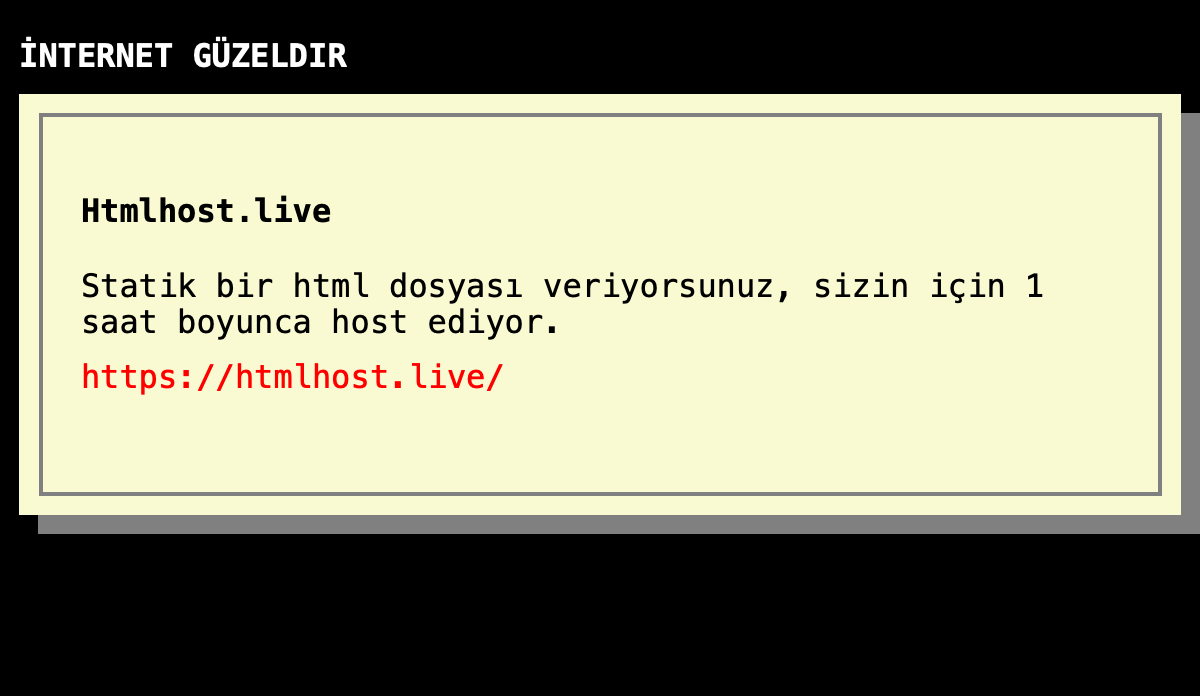 İNTERNET GÜZELDIR
Htmlhost.live
Statik bir html dosyası veriyorsunuz, sizin için 1
saat boyunca host ediyor.
https://htmlhost.live/